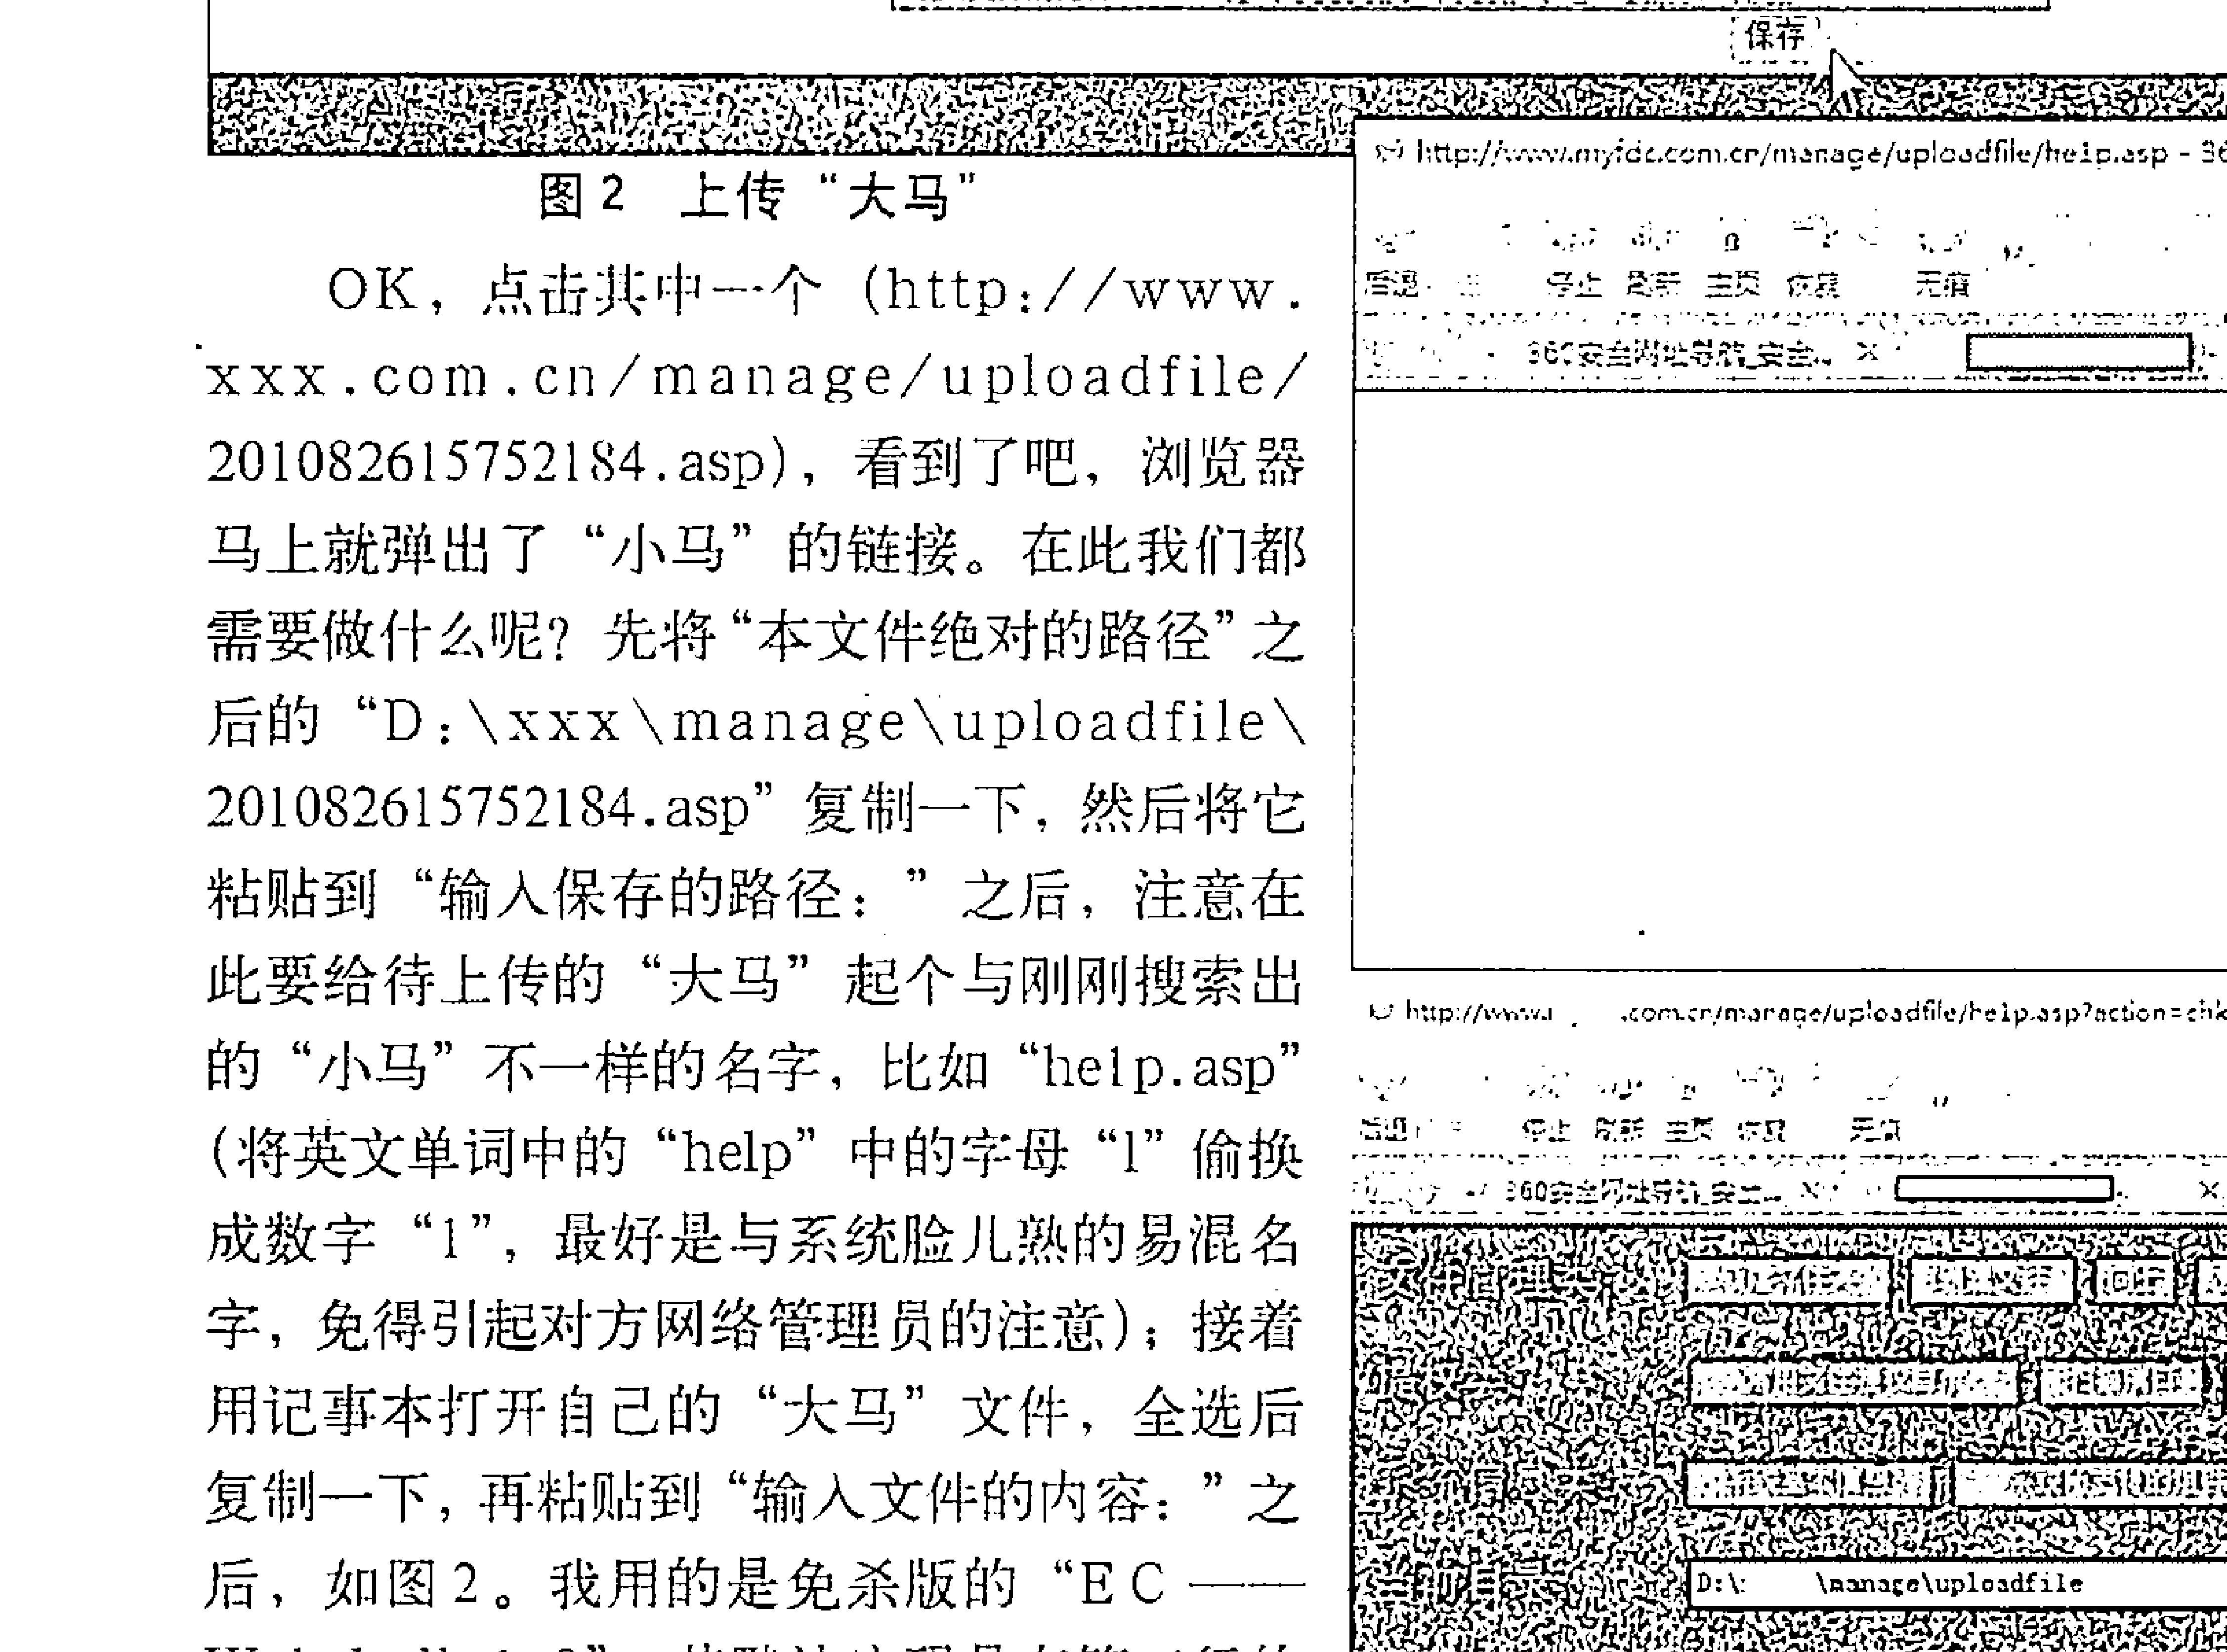 保存
图2 上传“大马”
OK，点击其中一个（http://www.
xxx.com.cn/manage/uploadfile/
201082615752184.asp），看到了吧，浏览器
马上就弹出了“小马”的链接。在此我们都
需要做什么呢？先将“本文件绝对的路径”之
后的“D:\xxx\manage\uploadfile\
201082615752184.asp”复制一下，然后将它
粘贴到“输入保存的路径：”之后，注意在
此要给待上传的“大马”起个与刚刚搜索出
的“小马”不一样的名字，比如“he1p.asp”
（将英文单词中的“help”中的字母“l”偷换
成数字“1”，最好是与系统脸儿熟的易混名
字，免得引起对方网络管理员的注意）；接着
用记事本打开自己的“大马”文件，全选后
复制一下，再粘贴到“输入文件的内容：”之
后，如图2。我用的是免杀版的“EC——
http://www.myidc.com.cn/manage/uploadfile/he1p.asp - 36
后退 停止 刷新 主页 恢复 无痕
360安全网址导航_安全... ×
http://www. .com.cn/manage/uploadfile/he1p.asp?action=chk
后退 停止 刷新 主页 恢复 无痕
360安全网址导航_安全... ×
D:\ \manage\uploadfile